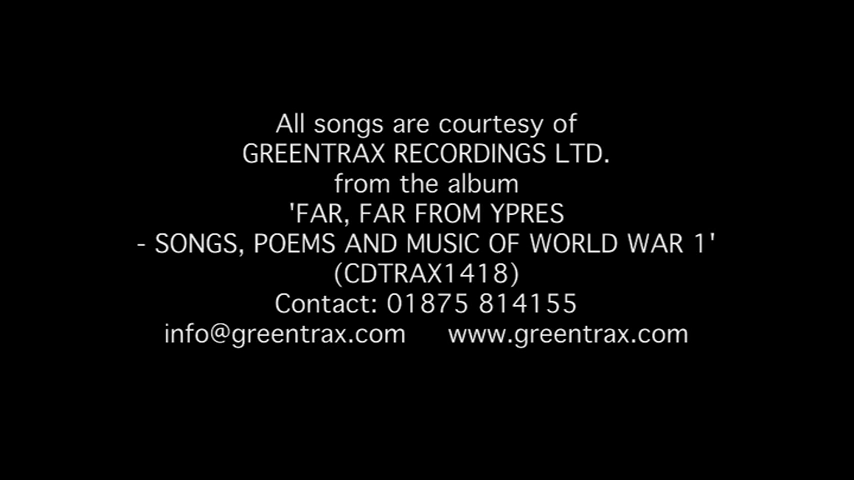 All songs are courtesy of
GREENTRAX RECORDINGS LTD.
from the album
'FAR, FAR FROM YPRES
- SONGS, POEMS AND MUSIC OF WORLD WAR 1'
(CDTRAX1418)
Contact: 01875 814155
info@greentrax.com www.greentrax.com